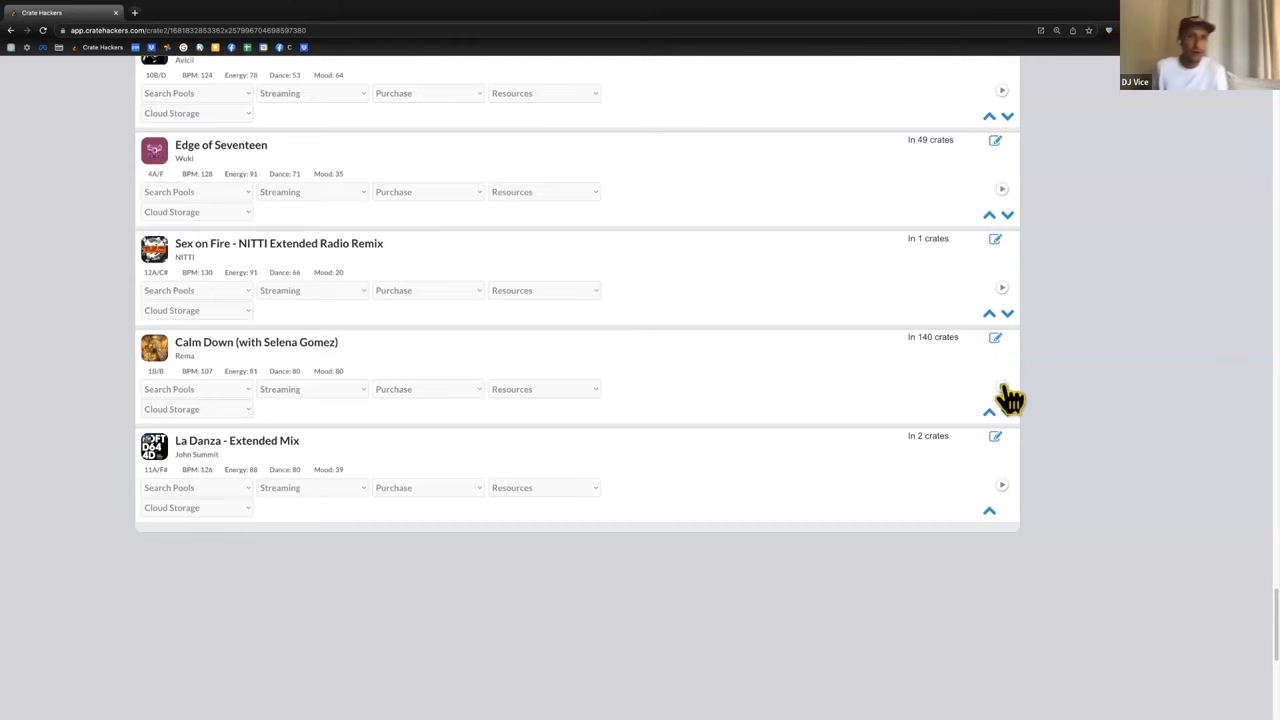 Crate Hackers
app.cratehackers.com/crate2/1681832853362x257996704698597380
Crate Hackers
C
DJ Vice
Avicii
10B/D BPM: 124 Energy: 78 Dance: 53 Mood: 64
Search Pools Streaming Purchase Resources
Cloud Storage
Edge of Seventeen In 49 crates
Wuki
4A/F BPM: 128 Energy: 91 Dance: 71 Mood: 35
Search Pools Streaming Purchase Resources
Cloud Storage
Sex on Fire - NITTI Extended Radio Remix In 1 crates
NITTI
12A/C# BPM: 130 Energy: 91 Dance: 66 Mood: 20
Search Pools Streaming Purchase Resources
Cloud Storage
Calm Down (with Selena Gomez) In 140 crates
Rema
1B/B BPM: 107 Energy: 81 Dance: 80 Mood: 80
Search Pools Streaming Purchase Resources
Cloud Storage
La Danza - Extended Mix In 2 crates
John Summit
11A/F# BPM: 126 Energy: 88 Dance: 80 Mood: 39
Search Pools Streaming Purchase Resources
Cloud Storage